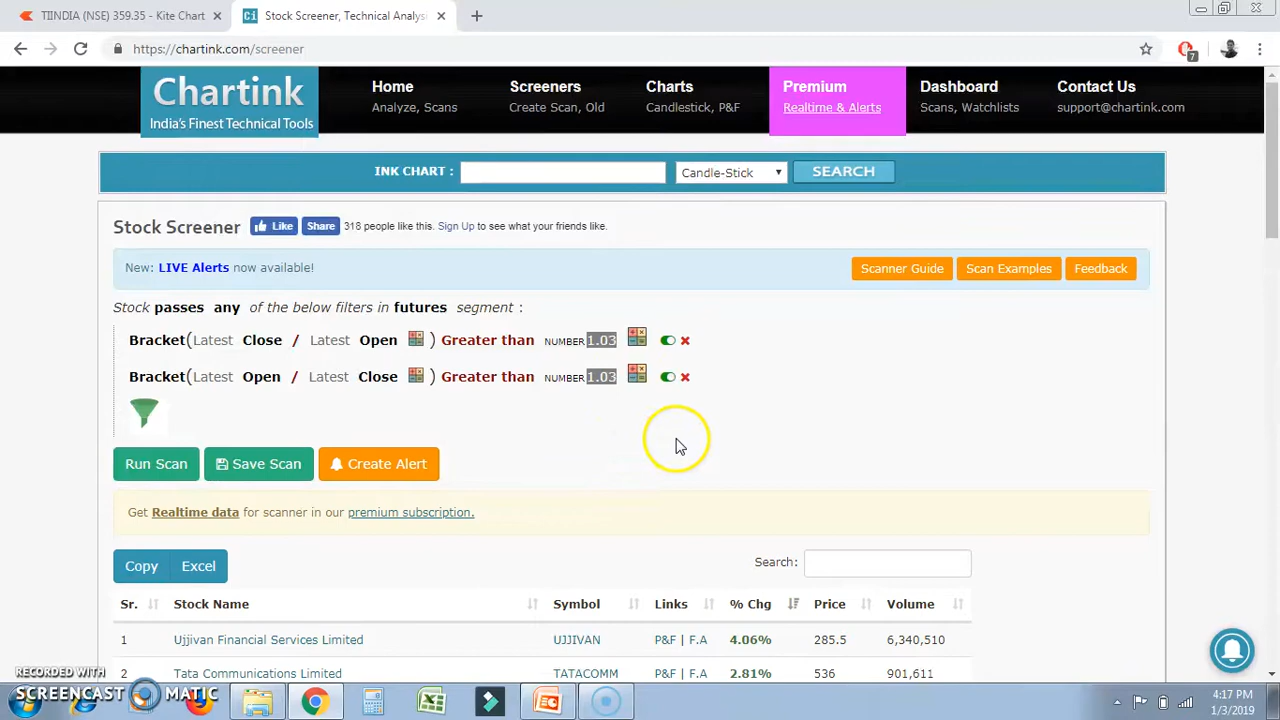 TIINDIA (NSE) 359.35 - Kite Chart
Stock Screener, Technical Analys
https://chartink.com/screener
7
Chartink
India's Finest Technical Tools
Home
Analyze, Scans
Screeners
Create Scan, Old
Charts
Candlestick, P&F
Premium
Realtime & Alerts
Dashboard
Scans, Watchlists
Contact Us
support@chartink.com
INK CHART : Candle-Stick SEARCH
Stock Screener Like Share 318 people like this. Sign Up to see what your friends like.
New: LIVE Alerts now available! Scanner Guide Scan Examples Feedback
Stock passes any of the below filters in futures segment :
Bracket(Latest Close / Latest Open ) Greater than NUMBER 1.03
Bracket(Latest Open / Latest Close ) Greater than NUMBER 1.03
Run Scan Save Scan Create Alert
Get Realtime data for scanner in our premium subscription.
Copy Excel Search:
Sr. Stock Name Symbol Links % Chg Price Volume
1 Ujjivan Financial Services Limited UJJIVAN P&F | F.A 4.06% 285.5 6,340,510
2 Tata Communications Limited TATACOMM P&F | F.A 2.81% 536 901,611
RECORDED WITH
SCREENCAST MATIC
4:17 PM
1/3/2019